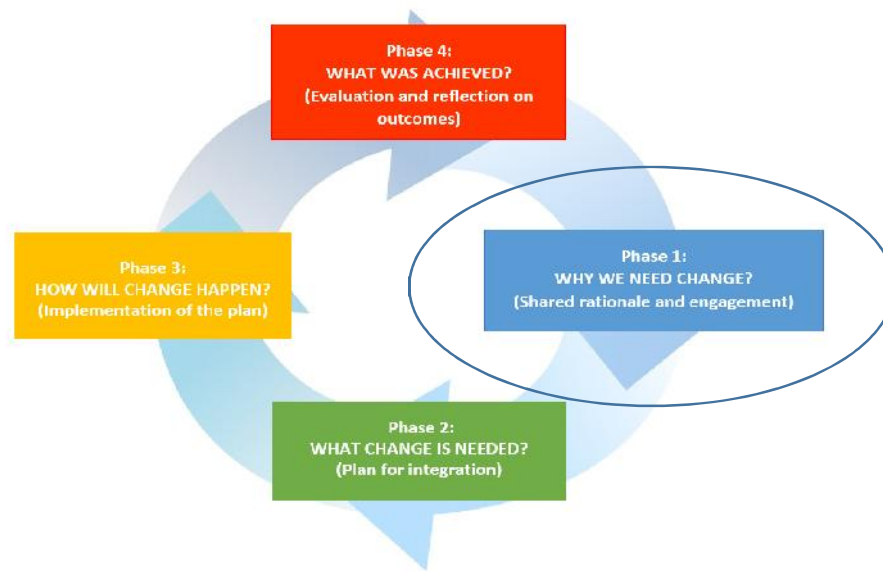 Phase 4:
WHAT WAS ACHIEVED?
(Evaluation and reflection on
outcomes)
Phase 1:
WHY WE NEED CHANGE?
(Shared rationale and engagement)
Phase 3:
HOW WILL CHANGE HAPPEN?
(Implementation of the plan)
Phase 2:
WHAT CHANGE IS NEEDED?
(Plan for integration)